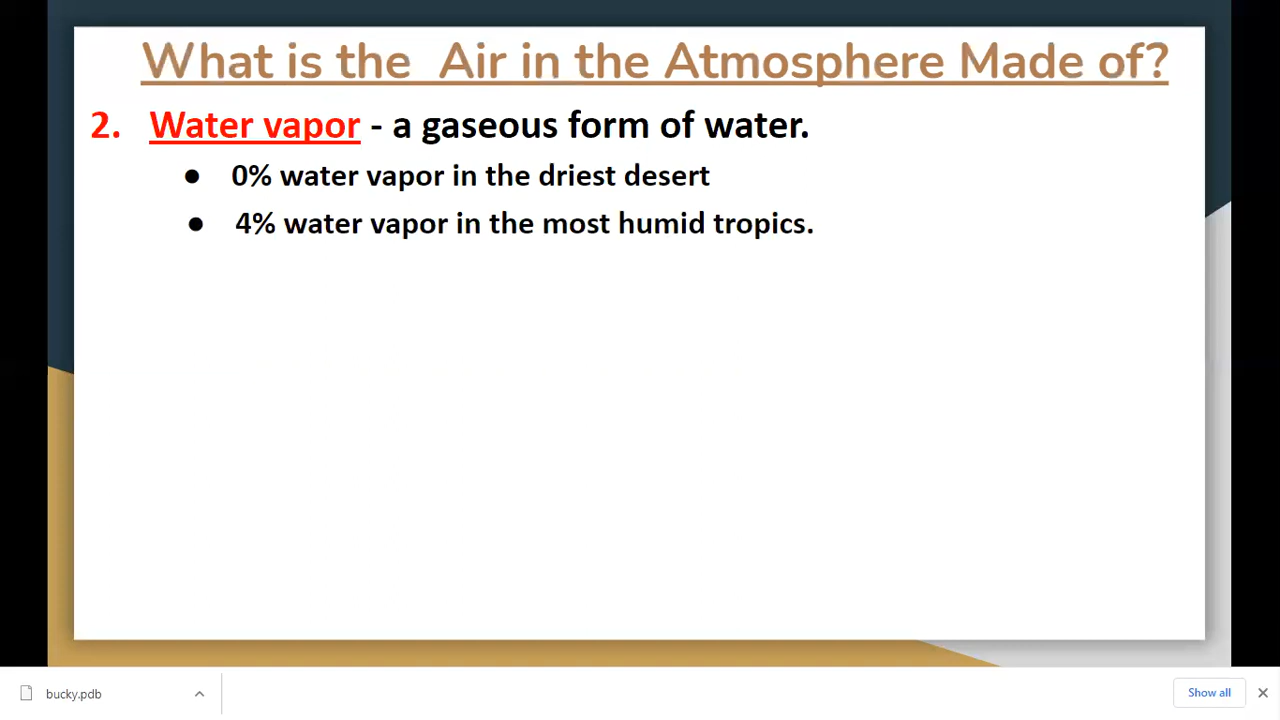 What is the  Air in the Atmosphere Made of?
2. Water vapor - a gaseous form of water.
● 0% water vapor in the driest desert
● 4% water vapor in the most humid tropics.
bucky.pdb
Show all